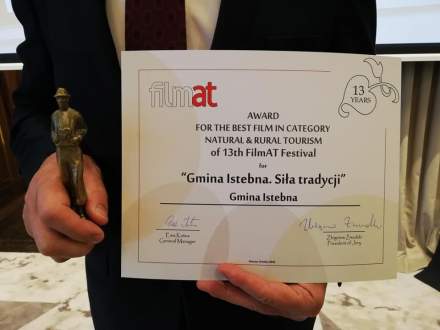 filmat
13
YEARS
AWARD
FOR THE BEST FILM IN CATEGORY
NATURAL & RURAL TOURISM
of 13th FilmAT Festival
for
"Gmina Istebna. Siła tradycji"
Gmina Istebna
General Manager
President of Jury